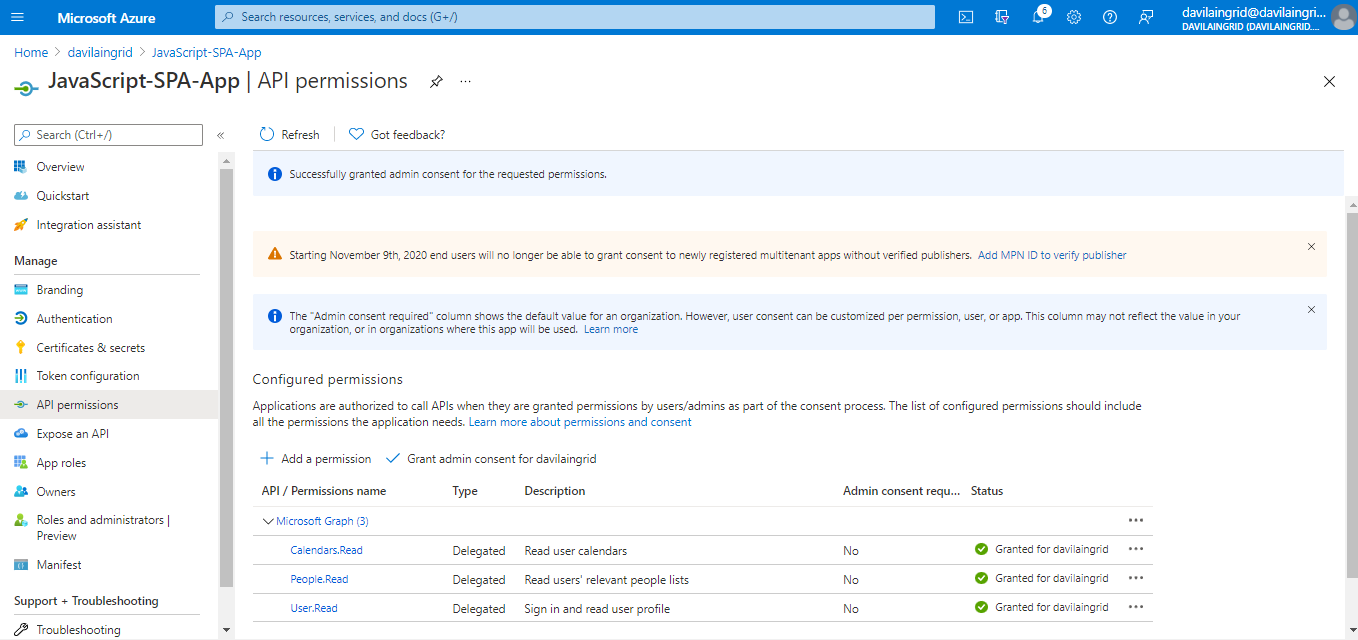 Microsoft Azure
Search resources, services, and docs (G+/)
6
davilaingrid@davilaingri...
DAVILAINGRID (DAVILAINGRID....
Home > davilaingrid > JavaScript-SPA-App
JavaScript-SPA-App | API permissions
...
Search (Ctrl+/)
«
Overview
Quickstart
Integration assistant
Manage
Branding
Authentication
Certificates & secrets
Token configuration
API permissions
Expose an API
App roles
Owners
Roles and administrators |
Preview
Manifest
Support + Troubleshooting
Troubleshooting
Refresh
Got feedback?
Successfully granted admin consent for the requested permissions.
Starting November 9th, 2020 end users will no longer be able to grant consent to newly registered multitenant apps without verified publishers. Add MPN ID to verify publisher
The "Admin consent required" column shows the default value for an organization. However, user consent can be customized per permission, user, or app. This column may not reflect the value in your
organization, or in organizations where this app will be used. Learn more
Configured permissions
Applications are authorized to call APIs when they are granted permissions by users/admins as part of the consent process. The list of configured permissions should include
all the permissions the application needs. Learn more about permissions and consent
Add a permission Grant admin consent for davilaingrid
API / Permissions name Type Description Admin consent requ... Status
Microsoft Graph (3) ...
Calendars.Read Delegated Read user calendars No Granted for davilaingrid ...
People.Read Delegated Read users' relevant people lists No Granted for davilaingrid ...
User.Read Delegated Sign in and read user profile No Granted for davilaingrid ...